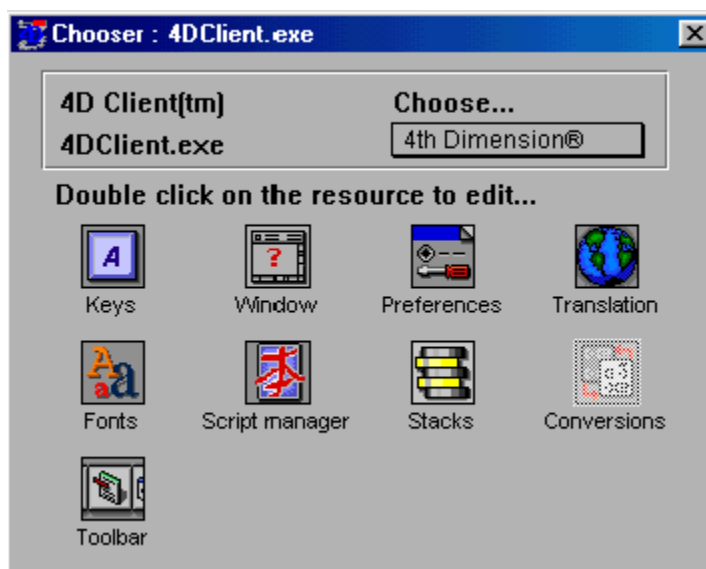 Chooser : 4DClient.exe
4D Client(tm)
Choose...
4DClient.exe
4th Dimension®
Double click on the resource to edit...
A
?
Keys
Window
Preferences
Translation
A a a
Fonts
Script manager
Stacks
Conversions
Toolbar